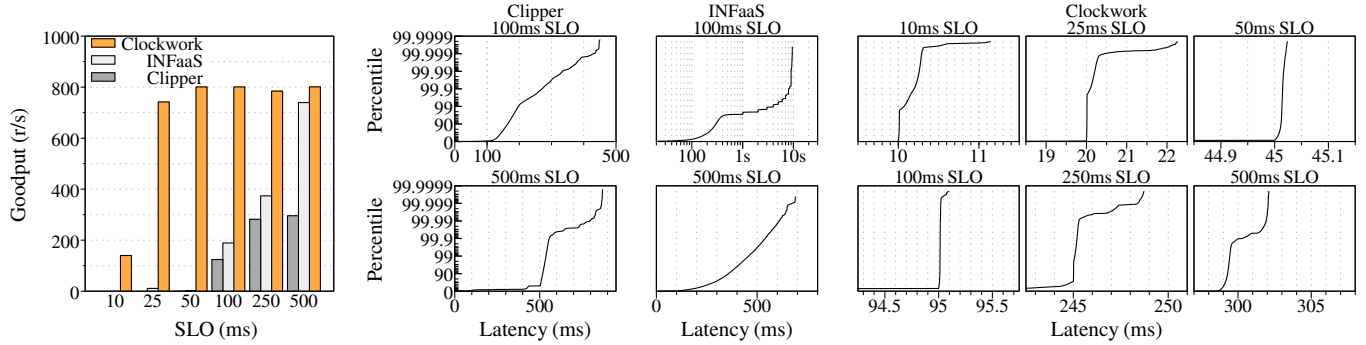 1000
800
600
400
200
0
Goodput (r/s)
Clockwork
INFaaS
Clipper
10 25 50 100 250 500
SLO (ms)
Clipper
100ms SLO
99.9999
99.99
99.9
99
90
0
Percentile
0 100 500
500ms SLO
99.9999
99.99
99.9
99
90
0
Percentile
500
Latency (ms)
INFaaS
100ms SLO
100 1s 10s
500ms SLO
0 500
Latency (ms)
Clockwork
10ms SLO
10 11
25ms SLO
19 20 21 22
50ms SLO
44.9 45 45.1
100ms SLO
94.5 95 95.5
250ms SLO
245 250
500ms SLO
300 305
Latency (ms)